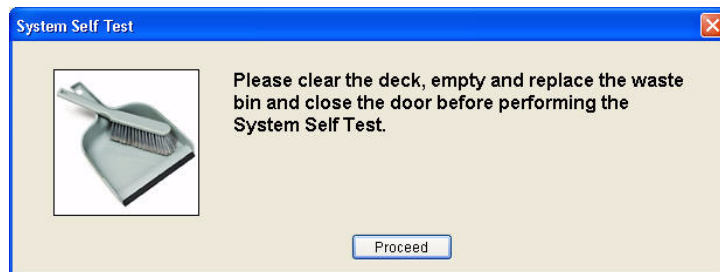 System Self Test
Please clear the deck, empty and replace the waste
bin and close the door before performing the
System Self Test.
Proceed